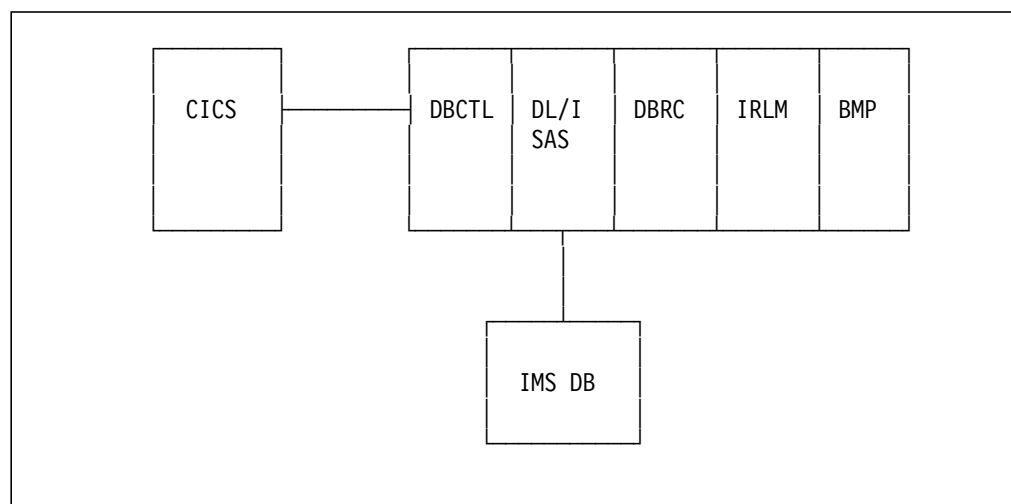 CICS
DBCTL
DL/I
SAS
DBRC
IRLM
BMP
IMS DB